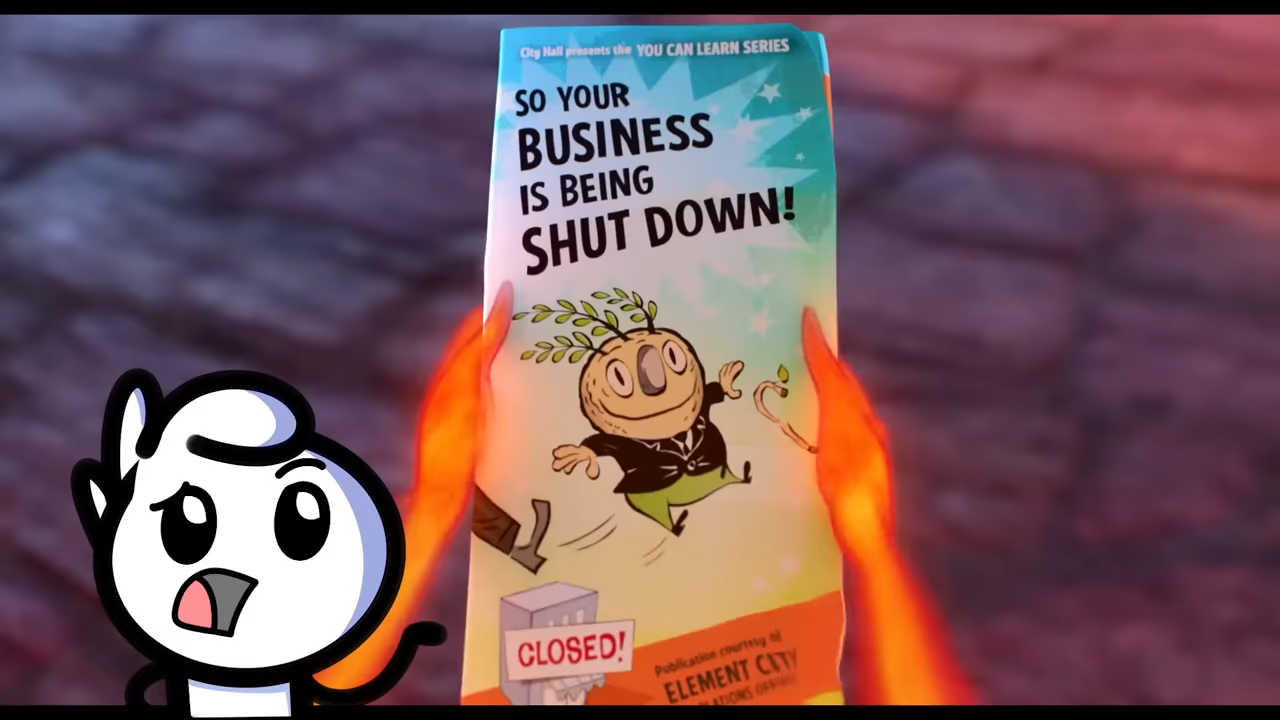 City Hall presents the YOU CAN LEARN SERIES
SO YOUR
BUSINESS
IS BEING
SHUT DOWN!
CLOSED!
Publication courtesy of
ELEMENT CITY